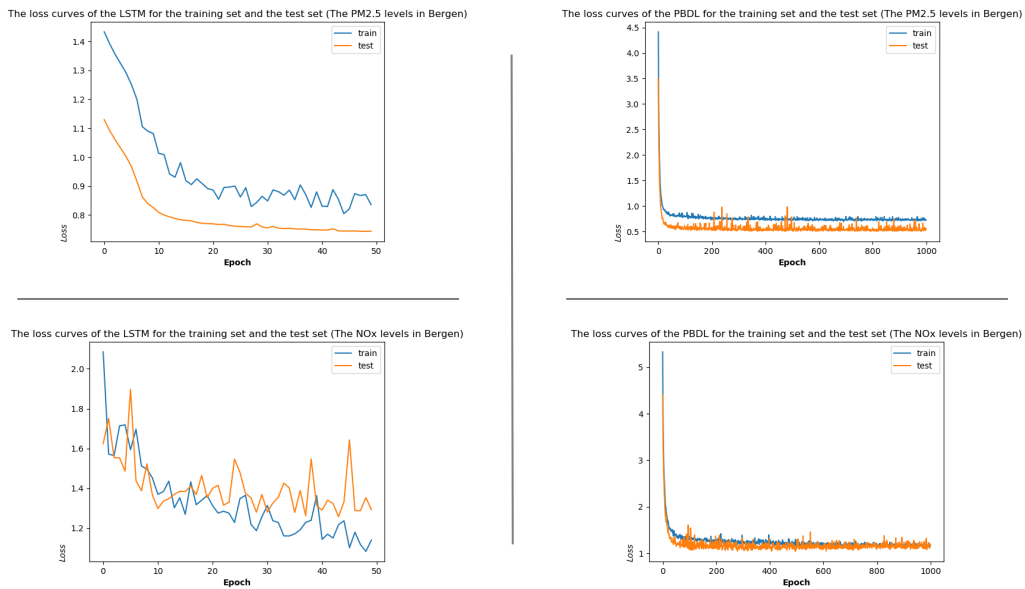 The loss curves of the LSTM for the training set and the test set (The PM2.5 levels in Bergen)
train
test
1.4
1.3
1.2
1.1
1.0
0.9
0.8
Loss
0
10
20
30
40
50
Epoch
The loss curves of the PBDL for the training set and the test set (The PM2.5 levels in Bergen)
train
test
4.5
4.0
3.5
3.0
2.5
2.0
1.5
1.0
0.5
Loss
0
200
400
600
800
1000
Epoch
The loss curves of the LSTM for the training set and the test set (The NOx levels in Bergen)
train
test
2.0
1.8
1.6
1.4
1.2
Loss
0
10
20
30
40
50
Epoch
The loss curves of the PBDL for the training set and the test set (The NOx levels in Bergen)
train
test
5
4
3
2
1
Loss
0
200
400
600
800
1000
Epoch